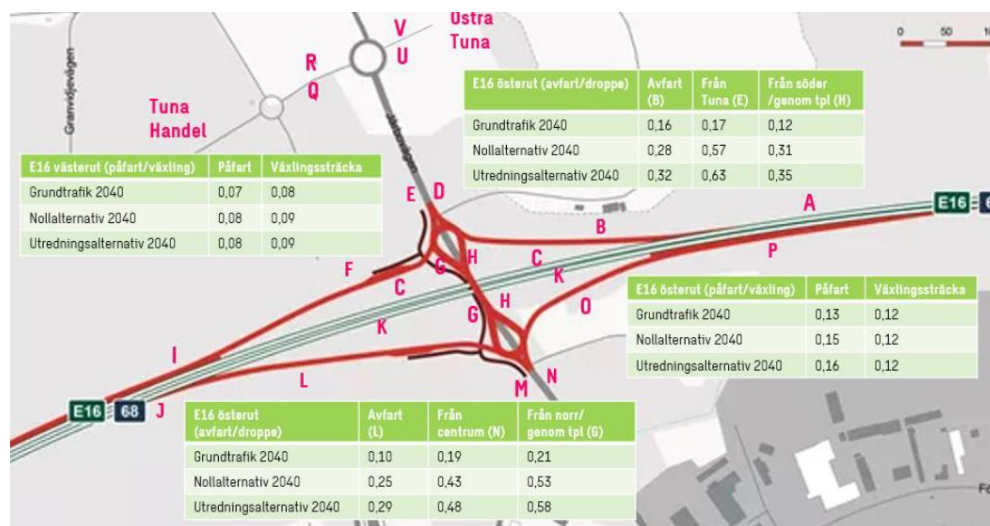 V
Östra
Tuna
U
R
Q
Tuna
Handel
Granvidjevägen
0 50 10
E16 österut (avfart/droppe) Avfart (B) Från Tuna (E) Från söder /genom tpl (H)
Grundtrafik 2040 0,16 0,17 0,12
Nollalternativ 2040 0,28 0,57 0,31
Utredningsalternativ 2040 0,32 0,63 0,35
E16 västerut (påfart/växling) Påfart Växlingssträcka
Grundtrafik 2040 0,07 0,08
Nollalternativ 2040 0,08 0,09
Utredningsalternativ 2040 0,08 0,09
E D
A
E16 6
B
F
G H
C
C
K
P
G H
O
K
I
L
J
M N
E16 68
E16 österut (påfart/växling) Påfart Växlingssträcka
Grundtrafik 2040 0,13 0,12
Nollalternativ 2040 0,15 0,12
Utredningsalternativ 2040 0,16 0,12
E16 österut (avfart/droppe) Avfart (L) Från centrum (N) Från norr/ genom tpl (G)
Grundtrafik 2040 0,10 0,19 0,21
Nollalternativ 2040 0,25 0,43 0,53
Utredningsalternativ 2040 0,29 0,48 0,58